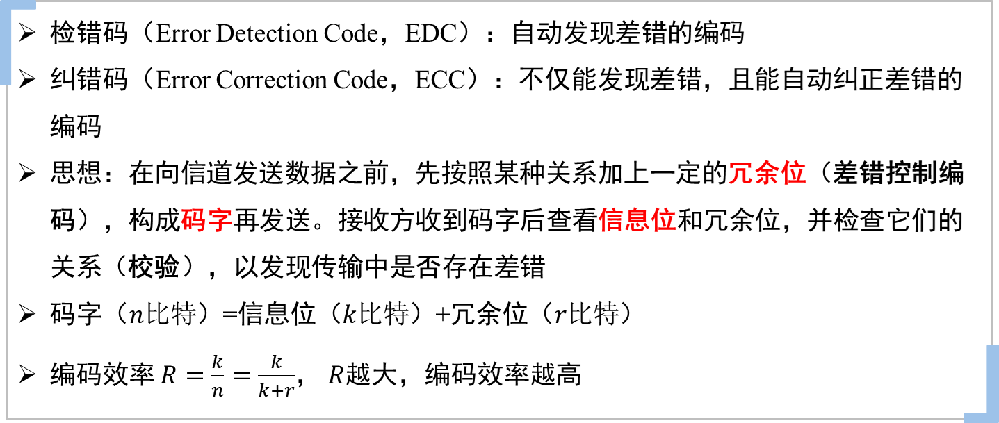 ➢ 检错码（Error Detection Code，EDC）：自动发现差错的编码
➢ 纠错码（Error Correction Code，ECC）：不仅能发现差错，且能自动纠正差错的
编码
➢ 思想：在向信道发送数据之前，先按照某种关系加上一定的冗余位（差错控制编
码），构成码字再发送。接收方收到码字后查看信息位和冗余位，并检查它们的
关系（校验），以发现传输中是否存在差错
➢ 码字（n比特）=信息位（k比特）+冗余位（r比特）
➢ 编码效率 R = k/n = k/(k+r)， R越大，编码效率越高